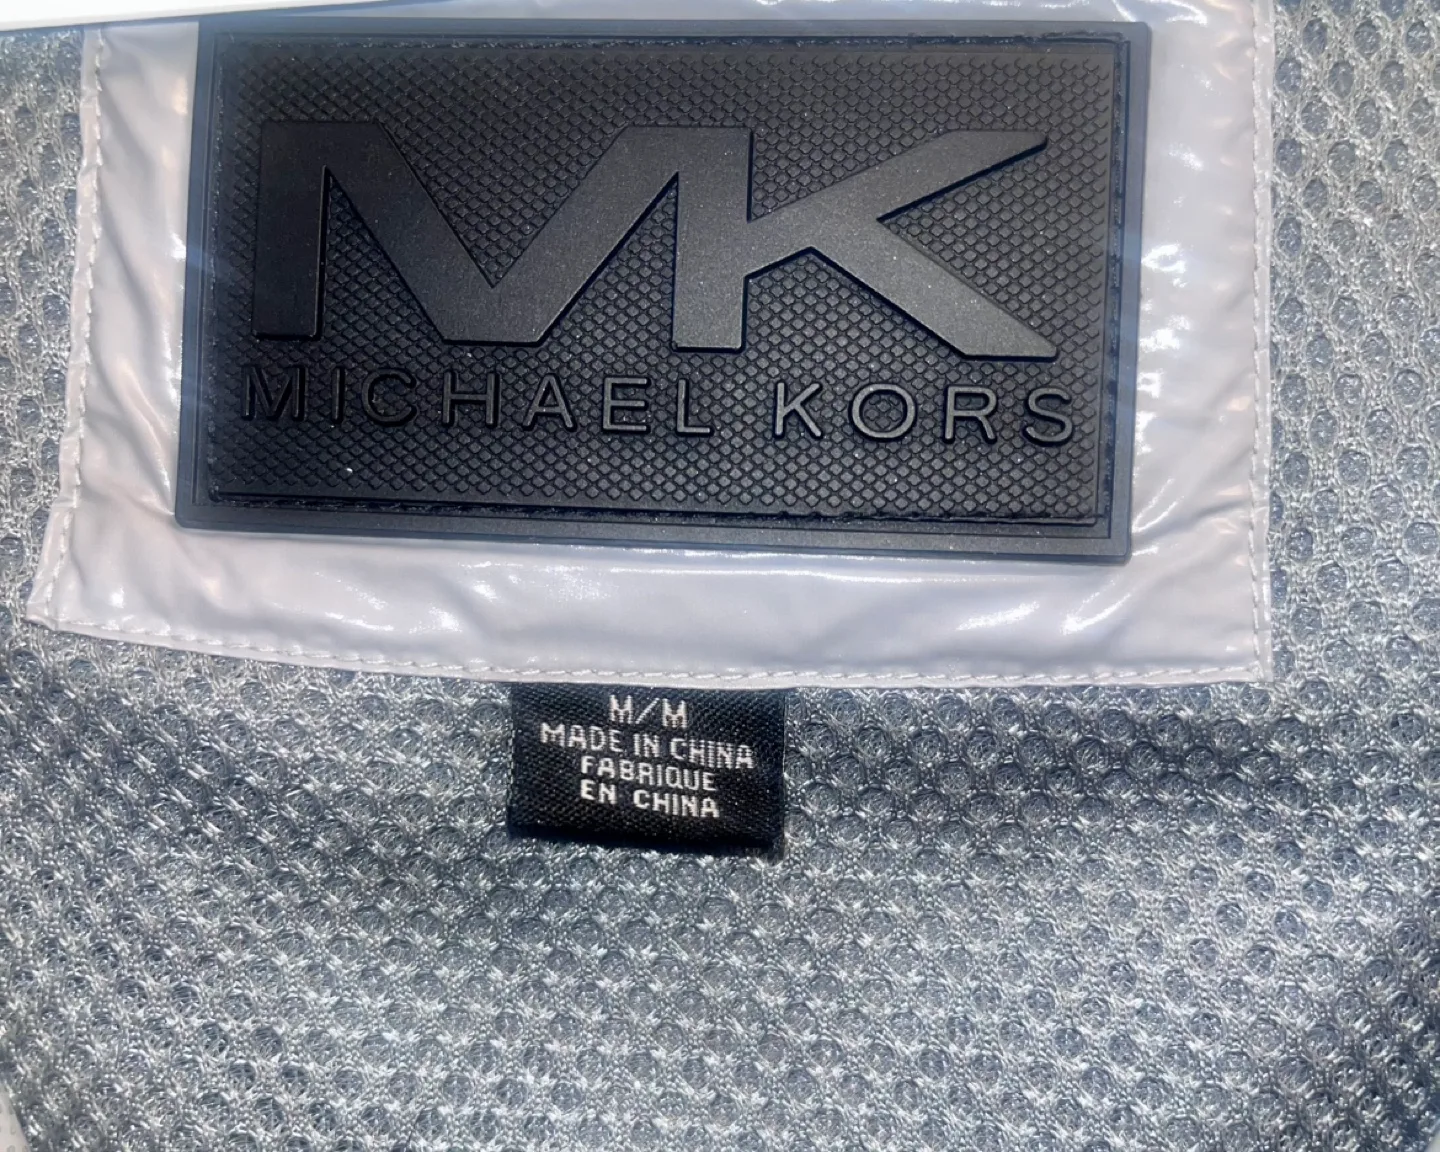 MK
MICHAEL KORS
M/M
MADE IN CHINA
FABRIQUE
EN CHINA